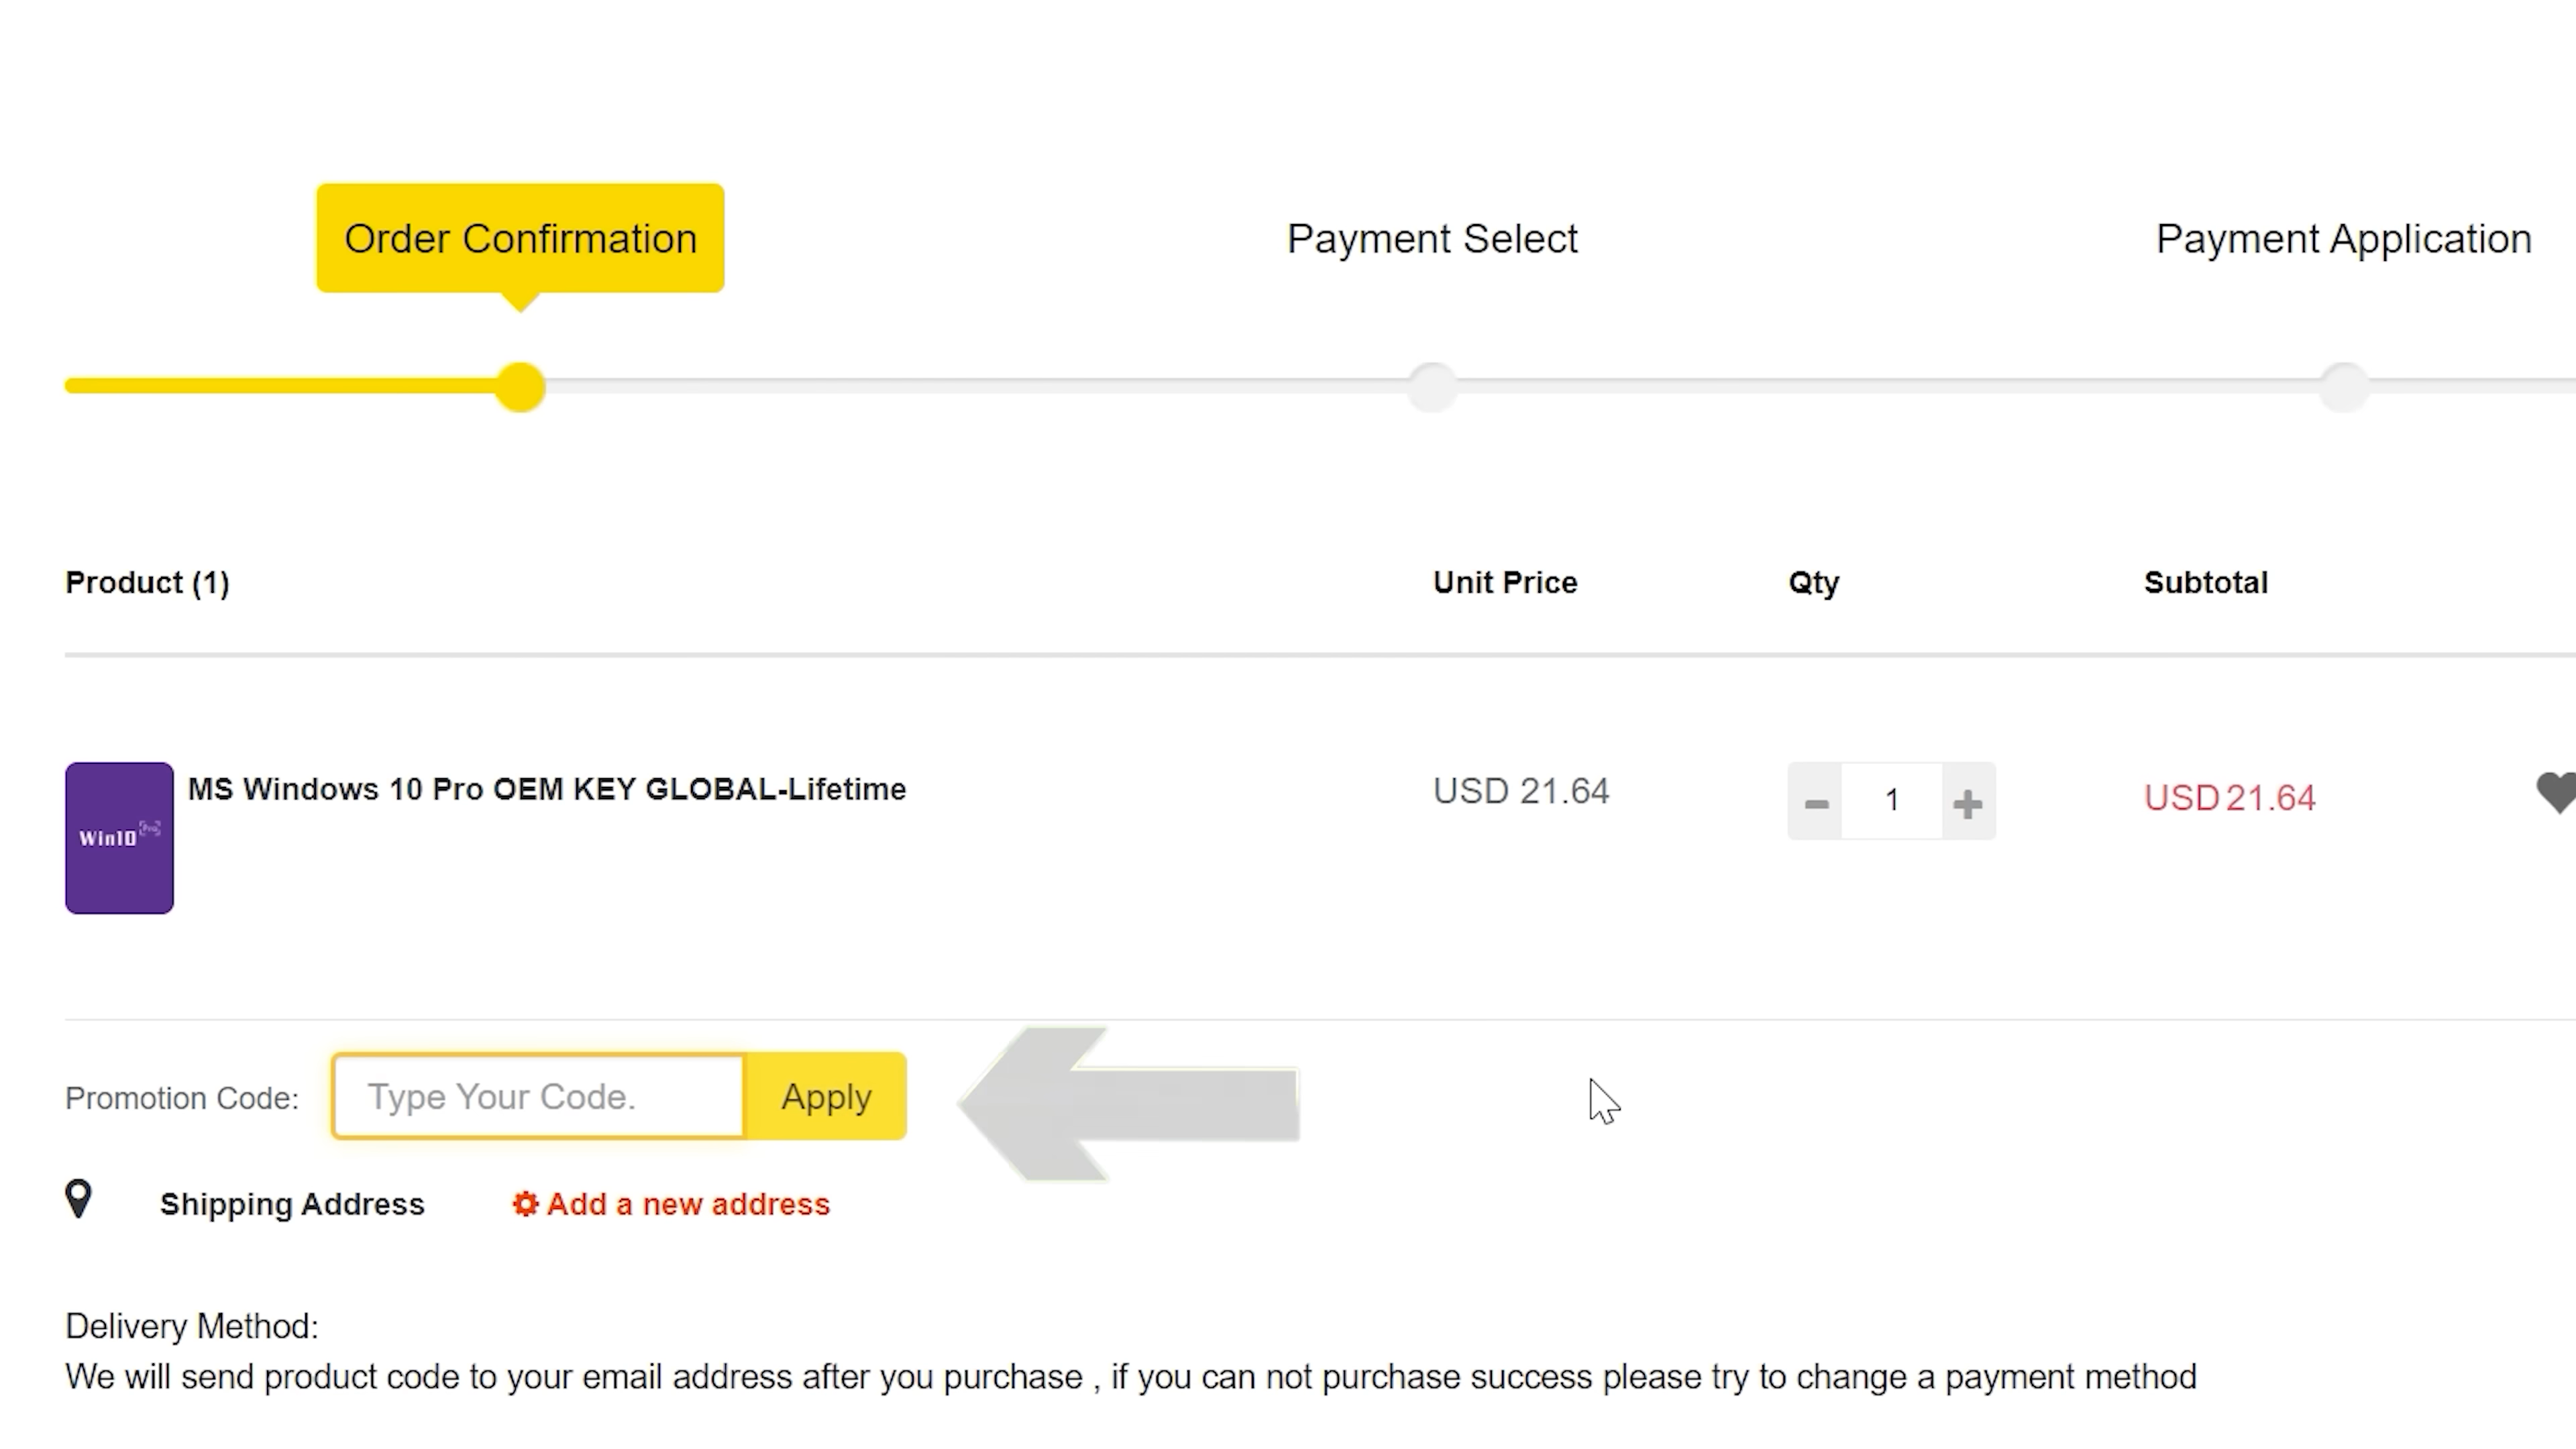 Order Confirmation
Payment Select
Payment Application
Product (1)
Unit Price
Qty
Subtotal
MS Windows 10 Pro OEM KEY GLOBAL-Lifetime
USD 21.64
1
USD 21.64
Win10 Pro
Promotion Code:
Type Your Code.
Apply
Shipping Address
Add a new address
Delivery Method:
We will send product code to your email address after you purchase , if you can not purchase success please try to change a payment method